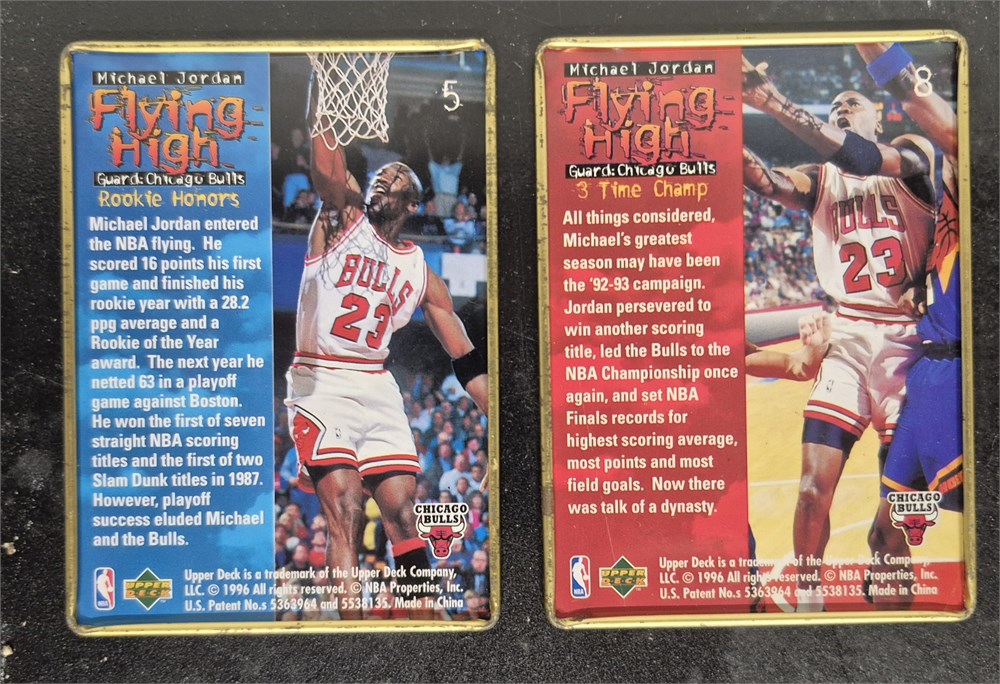 Michael Jordan
5
Flying
High
Guard: Chicago Bulls
Rookie Honors
Michael Jordan entered
the NBA flying. He
scored 16 points his first
game and finished his
rookie year with a 28.2
ppg average and a
Rookie of the Year
award. The next year he
netted 63 in a playoff
game against Boston.
He won the first of seven
straight NBA scoring
titles and the first of two
Slam Dunk titles in 1987.
However, playoff
success eluded Michael
and the Bulls.
BULLS
23
CHICAGO
BULLS
NBA
UPPER
DECK
Upper Deck is a trademark of the Upper Deck Company,
LLC. © 1996 All rights reserved. © NBA Properties, Inc.
U.S. Patent No.s 5363964 and 5538135. Made in China
Michael Jordan
8
Flying
High
Guard: Chicago Bulls
3 Time Champ
All things considered,
Michael's greatest
season may have been
the '92-93 campaign.
Jordan persevered to
win another scoring
title, led the Bulls to the
NBA Championship once
again, and set NBA
Finals records for
highest scoring average,
most points and most
field goals. Now there
was talk of a dynasty.
BULLS
23
CHICAGO
BULLS
NBA
UPPER
DECK
Upper Deck is a trademark of the Upper Deck Company,
LLC. © 1996 All rights reserved. © NBA Properties, Inc.
U.S. Patent No.s 5363964 and 5538135. Made in China